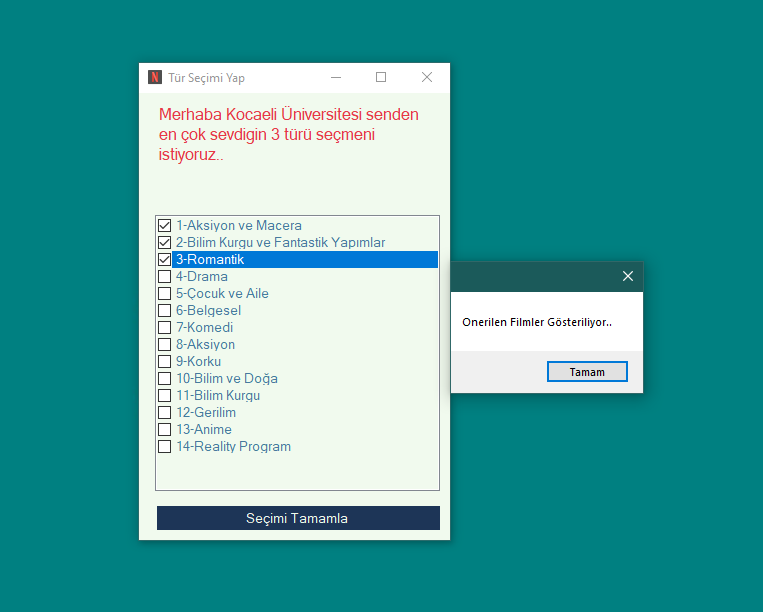 N Tür Seçimi Yap
Merhaba Kocaeli Üniversitesi senden
en çok sevdigin 3 türü seçmeni
istiyoruz..
1-Aksiyon ve Macera
2-Bilim Kurgu ve Fantastik Yapımlar
3-Romantik
4-Drama
5-Çocuk ve Aile
6-Belgesel
7-Komedi
8-Aksiyon
9-Korku
10-Bilim ve Doğa
11-Bilim Kurgu
12-Gerilim
13-Anime
14-Reality Program
Seçimi Tamamla
Onerilen Filmler Gösteriliyor..
Tamam